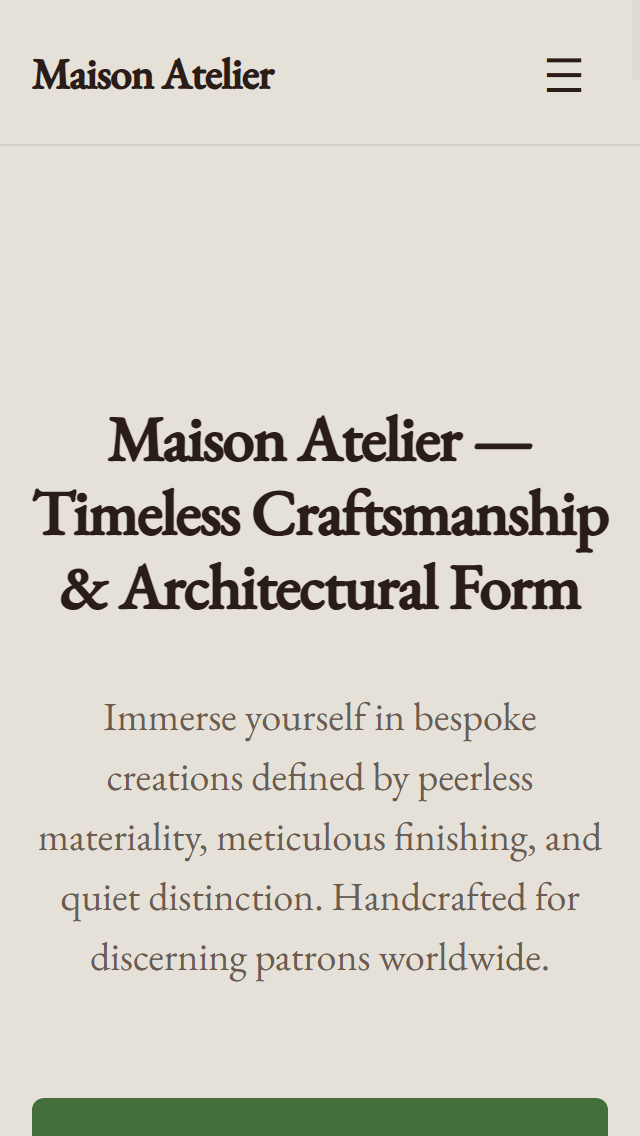 Maison Atelier
Maison Atelier —
Timeless Craftsmanship
& Architectural Form
Immerse yourself in bespoke
creations defined by peerless
materiality, meticulous finishing, and
quiet distinction. Handcrafted for
discerning patrons worldwide.